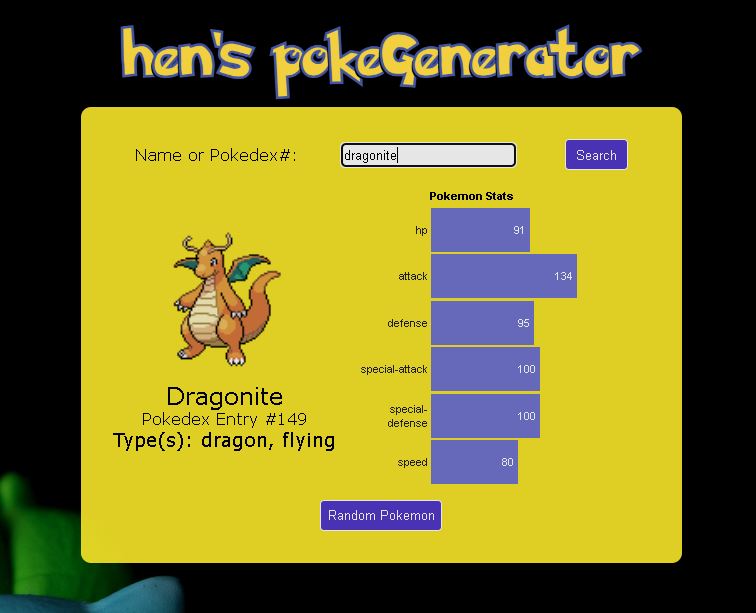 hen's pokeGenerator
Name or Pokedex#: dragonite Search
Pokemon Stats
hp 91
attack 134
defense 95
special-attack 100
special-
defense 100
speed 80
Dragonite
Pokedex Entry #149
Type(s): dragon, flying
Random Pokemon